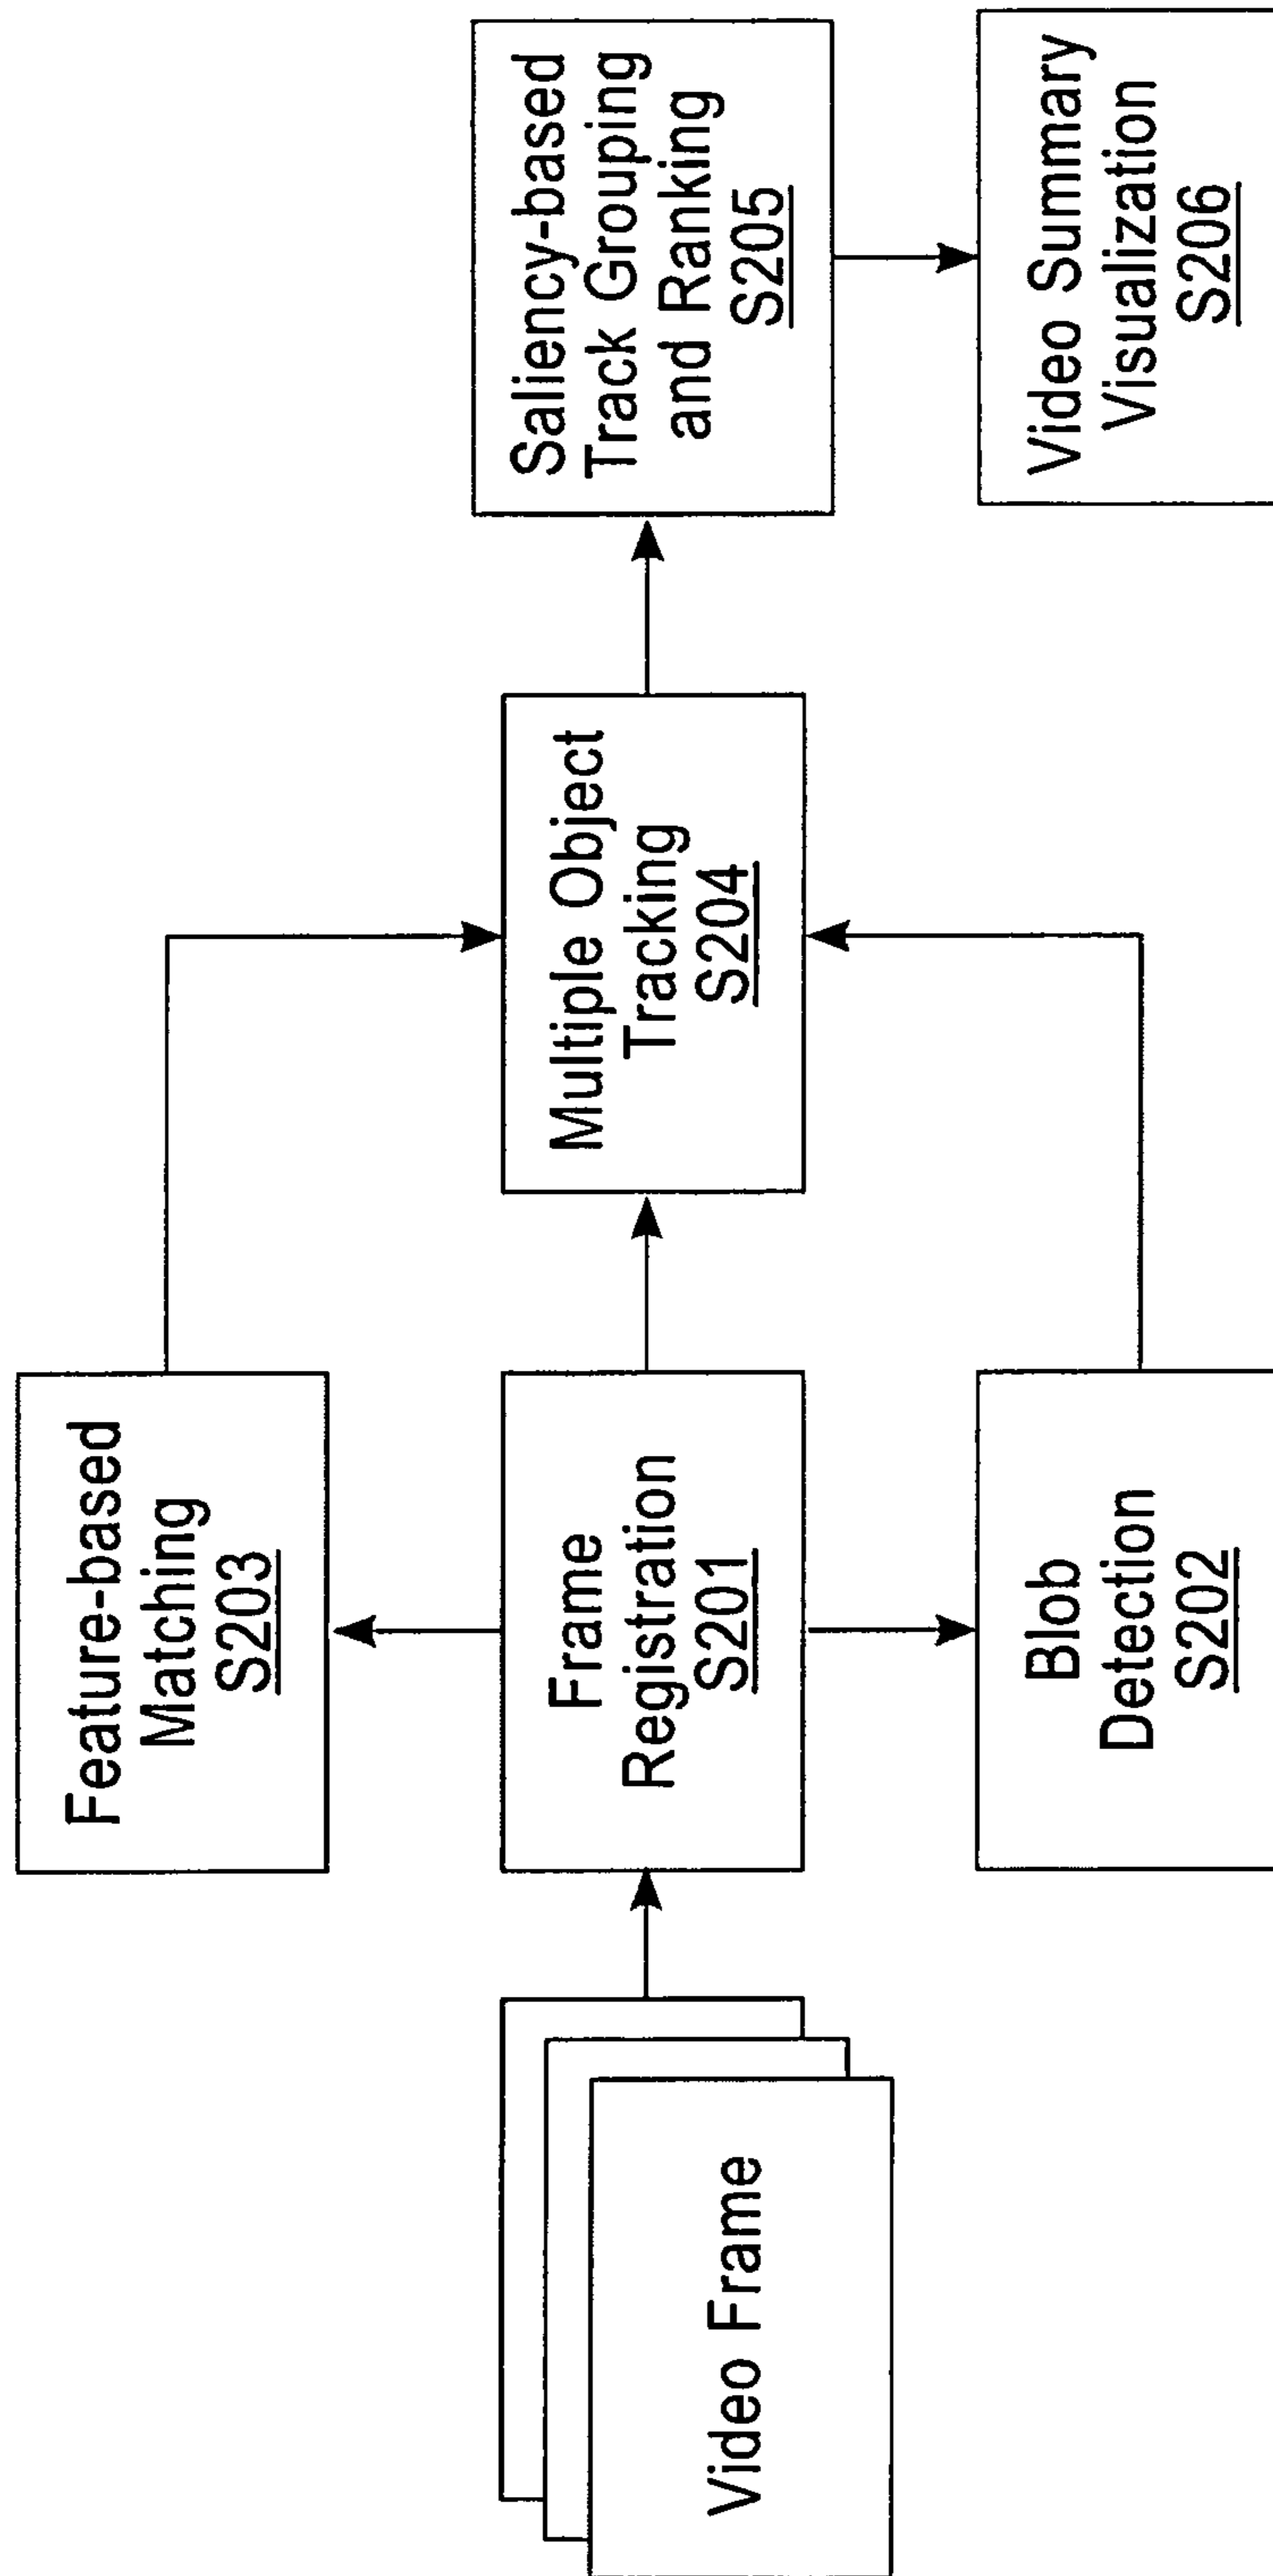 Video Frame
Frame
Registration
S201
Feature-based
Matching
S203
Blob
Detection
S202
Multiple Object
Tracking
S204
Saliency-based
Track Grouping
and Ranking
S205
Video Summary
Visualization
S206